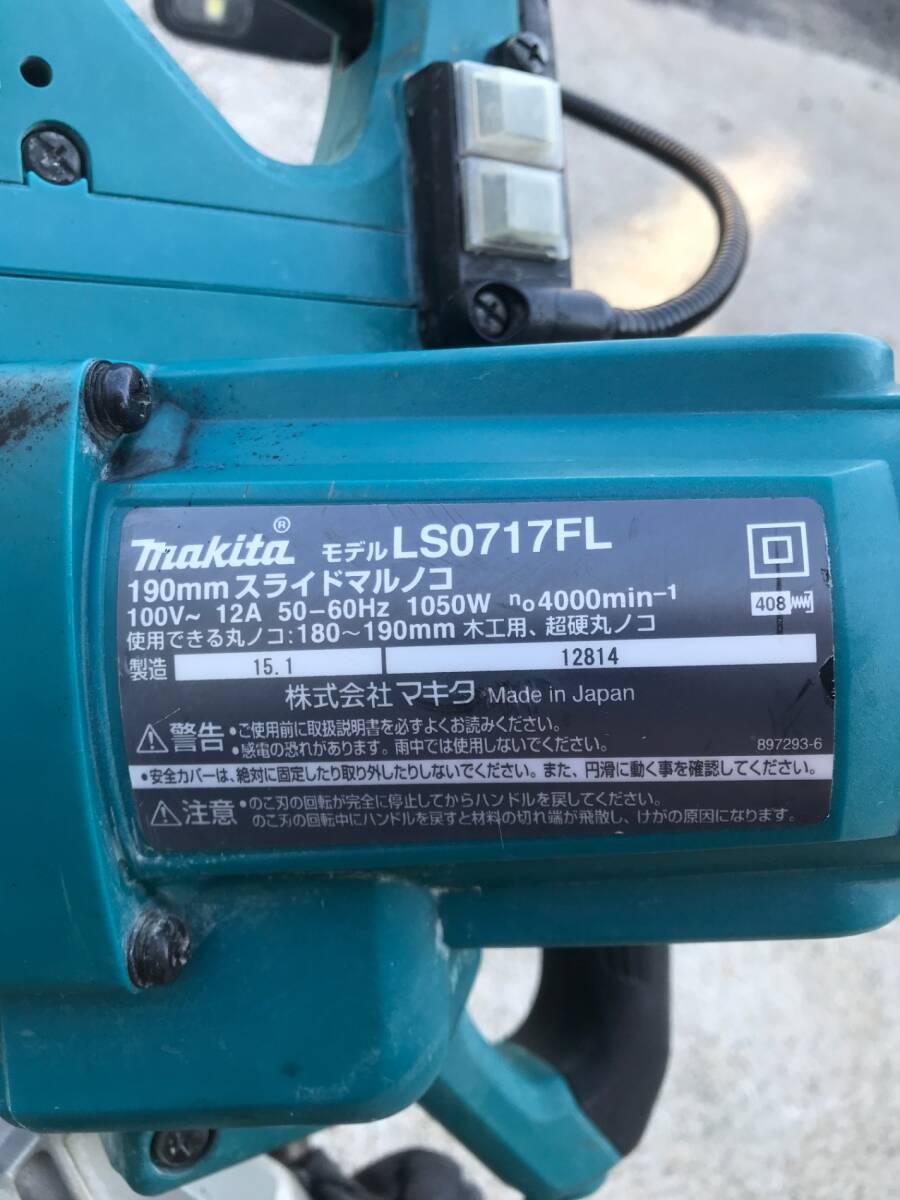 makita® モデル LS0717FL
190mm スライドマルノコ
100V~ 12A 50-60Hz 1050W n₀4000min⁻¹
408
使用できる丸ノコ:180～190mm 木工用、超硬丸ノコ
製造 15.1 12814
株式会社 マキタ Made in Japan
警告 •ご使用前に取扱説明書を必ずよくお読みください。
•感電の恐れがあります。雨中では使用しないでください。
897293-6
•安全カバーは、絶対に固定したり取り外したりしないでください。また、円滑に動く事を確認してください。
注意 •のこ刃の回転が完全に停止してからハンドルを戻してください。
のこ刃の回転中にハンドルを戻すと材料の切れ端が飛散し、けがの原因になります。